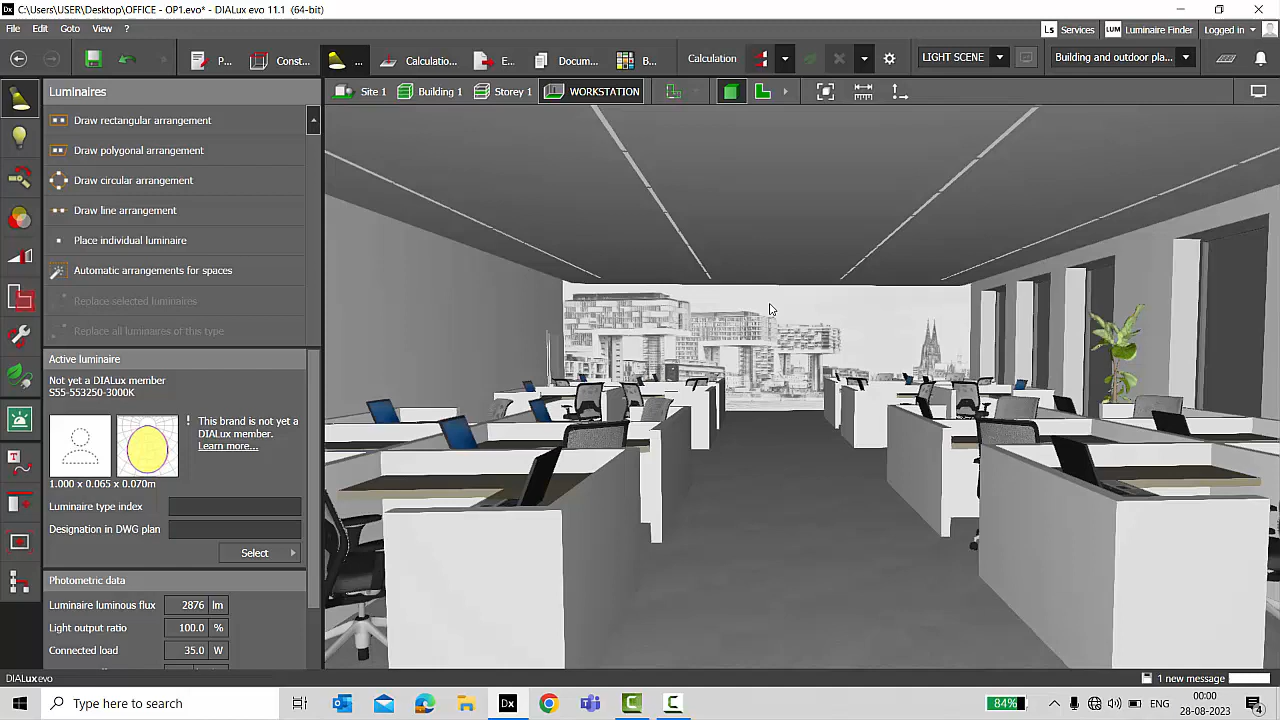 C:\Users\USER\Desktop\OFFICE - OP1.evo* - DIALux evo 11.1 (64-bit)
File Edit Goto View ?
Ls Services LUM Luminaire Finder Logged in
P... Const... ... Calculatio... E... Docum... B... Calculation LIGHT SCENE Building and outdoor pla...
Luminaires Site 1 Building 1 Storey 1 WORKSTATION
Draw rectangular arrangement
Draw polygonal arrangement
Draw circular arrangement
Draw line arrangement
Place individual luminaire
Automatic arrangements for spaces
Replace selected luminaires
Replace all luminaires of this type
Active luminaire
Not yet a DIALux member
S55-553250-3000K
! This brand is not yet a
DIALux member.
Learn more...
1.000 x 0.065 x 0.070m
Luminaire type index
Designation in DWG plan
Select
Photometric data
Luminaire luminous flux 2876 lm
Light output ratio 100.0 %
Connected load 35.0 W
DIALux evo
1 new message
Type here to search
Dx
84%
ENG
00:00
28-08-2023
4